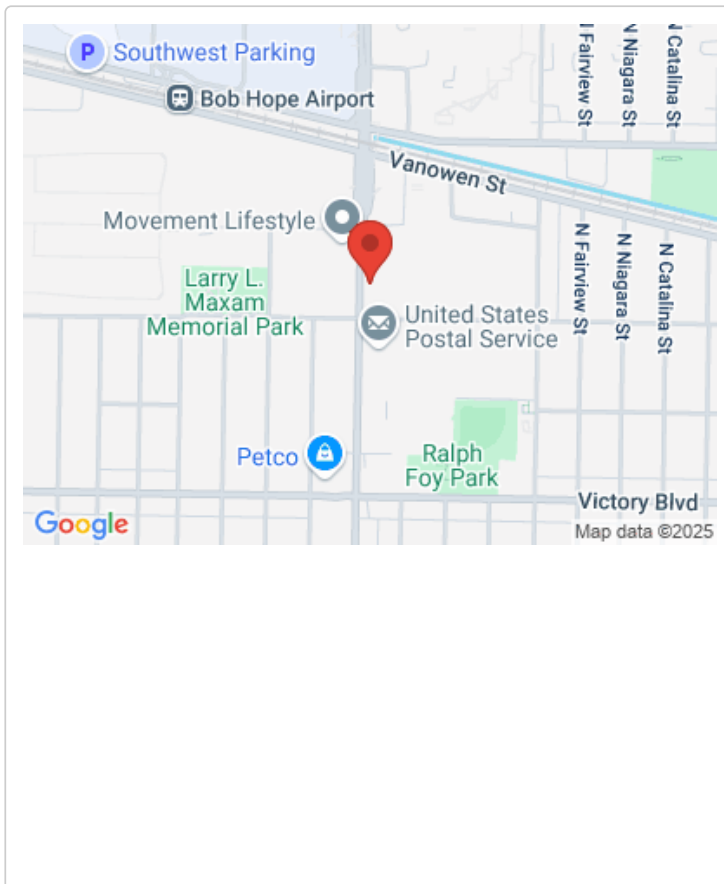 N Fairview St
N Niagara St
N Catalina St
P Southwest Parking
Bob Hope Airport
Vanowen St
Movement Lifestyle
Larry L.
Maxam
Memorial Park
United States
Postal Service
N Fairview St
N Niagara St
N Catalina St
Petco
Ralph
Foy Park
Victory Blvd
Google
Map data ©2025